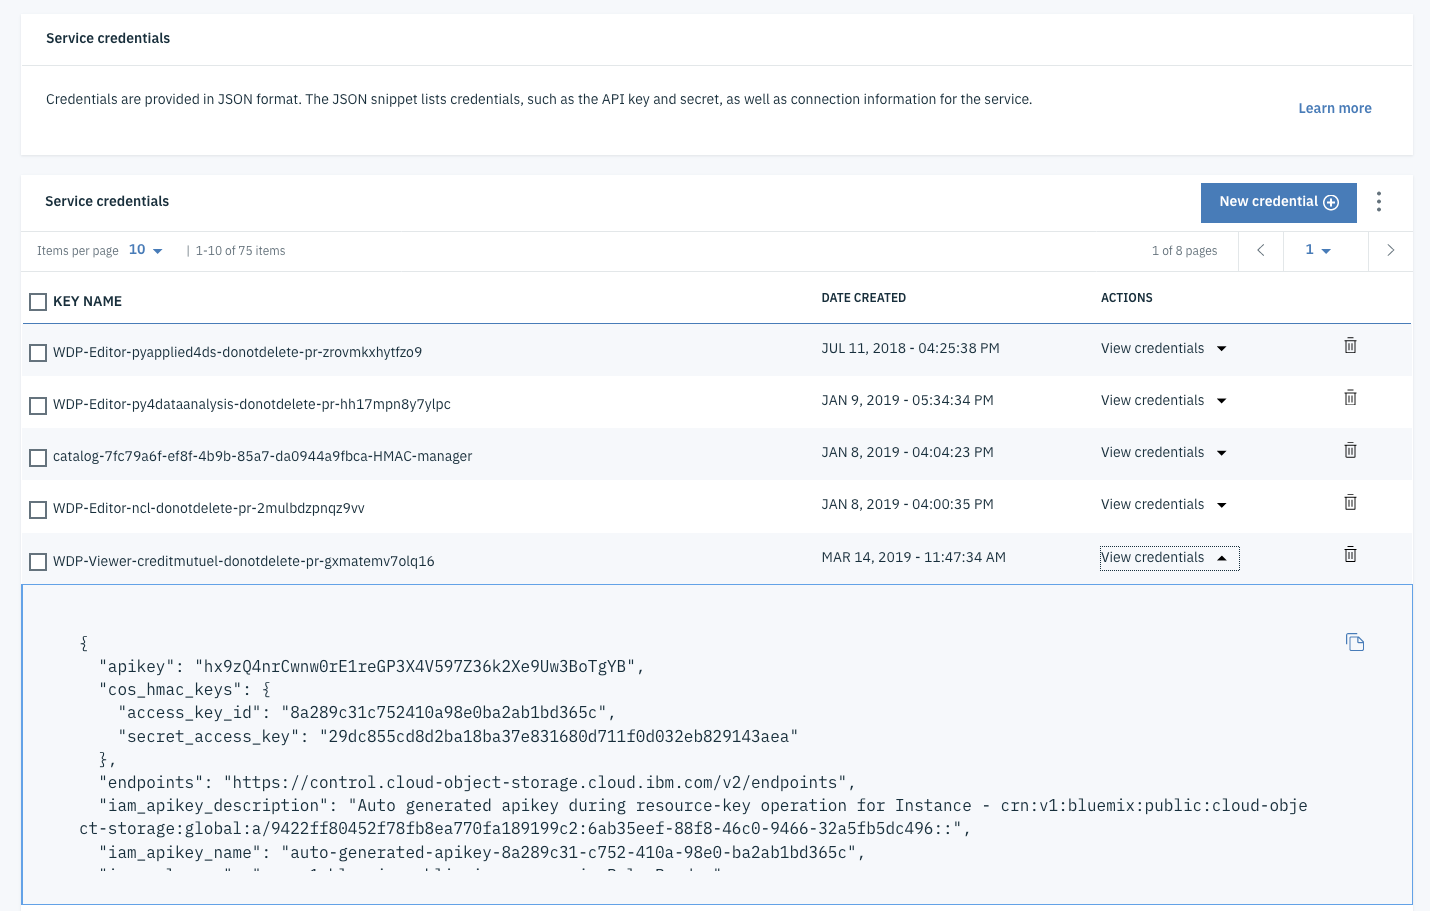 Service credentials
Credentials are provided in JSON format. The JSON snippet lists credentials, such as the API key and secret, as well as connection information for the service.
Learn more
Service credentials
New credential
Items per page 10 | 1-10 of 75 items
1 of 8 pages 1
KEY NAME DATE CREATED ACTIONS
WDP-Editor-pyapplied4ds-donotdelete-pr-zrovmkxhytfzo9 JUL 11, 2018 - 04:25:38 PM View credentials
WDP-Editor-py4dataanalysis-donotdelete-pr-hh17mpn8y7ylpc JAN 9, 2019 - 05:34:34 PM View credentials
catalog-7fc79a6f-ef8f-4b9b-85a7-da0944a9fbca-HMAC-manager JAN 8, 2019 - 04:04:23 PM View credentials
WDP-Editor-ncl-donotdelete-pr-2mulbdzpnqz9vv JAN 8, 2019 - 04:00:35 PM View credentials
WDP-Viewer-creditmutuel-donotdelete-pr-gxmatemv7olq16 MAR 14, 2019 - 11:47:34 AM View credentials
{
"apikey": "hx9zQ4nrCwnw0rE1reGP3X4V597Z36k2Xe9Uw3BoTgYB",
"cos_hmac_keys": {
"access_key_id": "8a289c31c752410a98e0ba2ab1bd365c",
"secret_access_key": "29dc855cd8d2ba18ba37e831680d711f0d032eb829143aea"
},
"endpoints": "https://control.cloud-object-storage.cloud.ibm.com/v2/endpoints",
"iam_apikey_description": "Auto generated apikey during resource-key operation for Instance - crn:v1:bluemix:public:cloud-obje
ct-storage:global:a/9422ff80452f78fb8ea770fa189199c2:6ab35eef-88f8-46c0-9466-32a5fb5dc496::",
"iam_apikey_name": "auto-generated-apikey-8a289c31-c752-410a-98e0-ba2ab1bd365c",